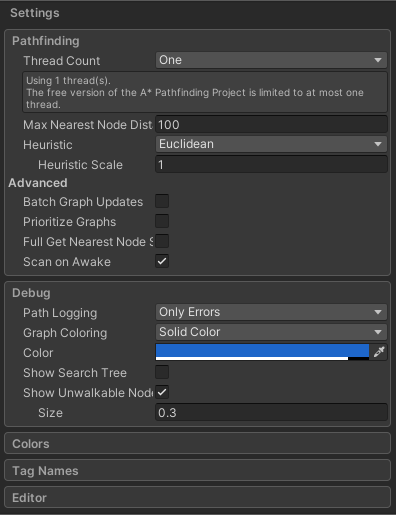 Settings
Pathfinding
Thread Count One
Using 1 thread(s).
The free version of the A* Pathfinding Project is limited to at most one
thread.
Max Nearest Node Dist 100
Heuristic Euclidean
Heuristic Scale 1
Advanced
Batch Graph Updates
Prioritize Graphs
Full Get Nearest Node S
Scan on Awake
Debug
Path Logging Only Errors
Graph Coloring Solid Color
Color
Show Search Tree
Show Unwalkable Node
Size 0.3
Colors
Tag Names
Editor